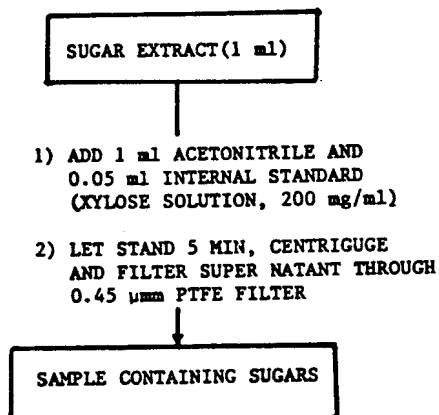 SUGAR EXTRACT(1 ml)
1) ADD 1 ml ACETONITRILE AND
0.05 ml INTERNAL STANDARD
(XYLOSE SOLUTION, 200 mg/ml)
2) LET STAND 5 MIN, CENTRIGUGE
AND FILTER SUPER NATANT THROUGH
0.45 µmm PTFE FILTER
SAMPLE CONTAINING SUGARS